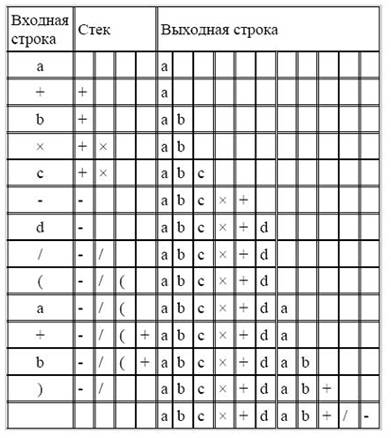 Входная строка Стек Выходная строка
a a
+ + a
b + a b
× + × a b
c + × a b c
- - a b c × +
d - a b c × + d
/ - / a b c × + d
( - / ( a b c × + d
a - / ( a b c × + d a
+ - / ( + a b c × + d a
b - / ( + a b c × + d a b
) - / a b c × + d a b +
a b c × + d a b + / -